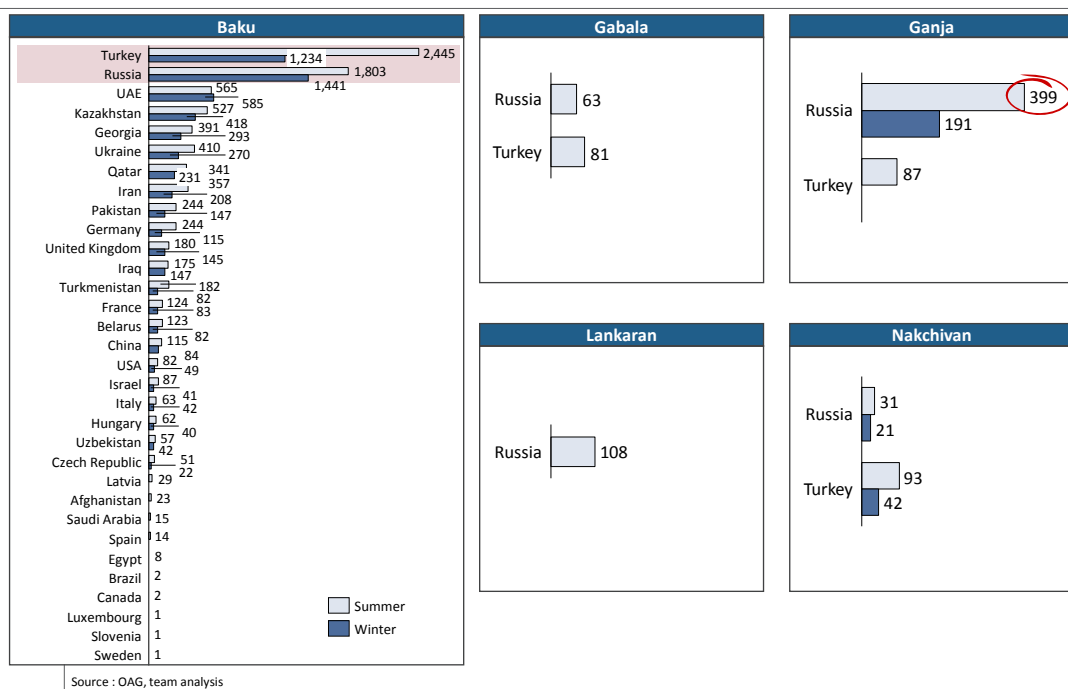 Baku
Turkey 2,445
1,234
Russia 1,803
1,441
UAE 565
585
Kazakhstan 527
418
Georgia 391
293
Ukraine 410
270
Qatar 341
231
Iran 357
208
Pakistan 244
147
Germany 244
115
United Kingdom 180
145
Iraq 175
147
Turkmenistan 182
82
France 124
83
Belarus 123
82
China 115
84
USA 82
49
Israel 87
41
Italy 63
42
Hungary 62
40
Uzbekistan 57
42
Czech Republic 51
22
Latvia 29
Afghanistan 23
Saudi Arabia 15
Spain 14
Egypt 8
Brazil 2
Canada 2
Luxembourg 1
Slovenia 1
Sweden 1
Summer
Winter
Gabala
Russia 63
Turkey 81
Ganja
Russia 399
191
Turkey 87
Lankaran
Russia 108
Nakchivan
Russia 31
21
Turkey 93
42
Source : OAG, team analysis